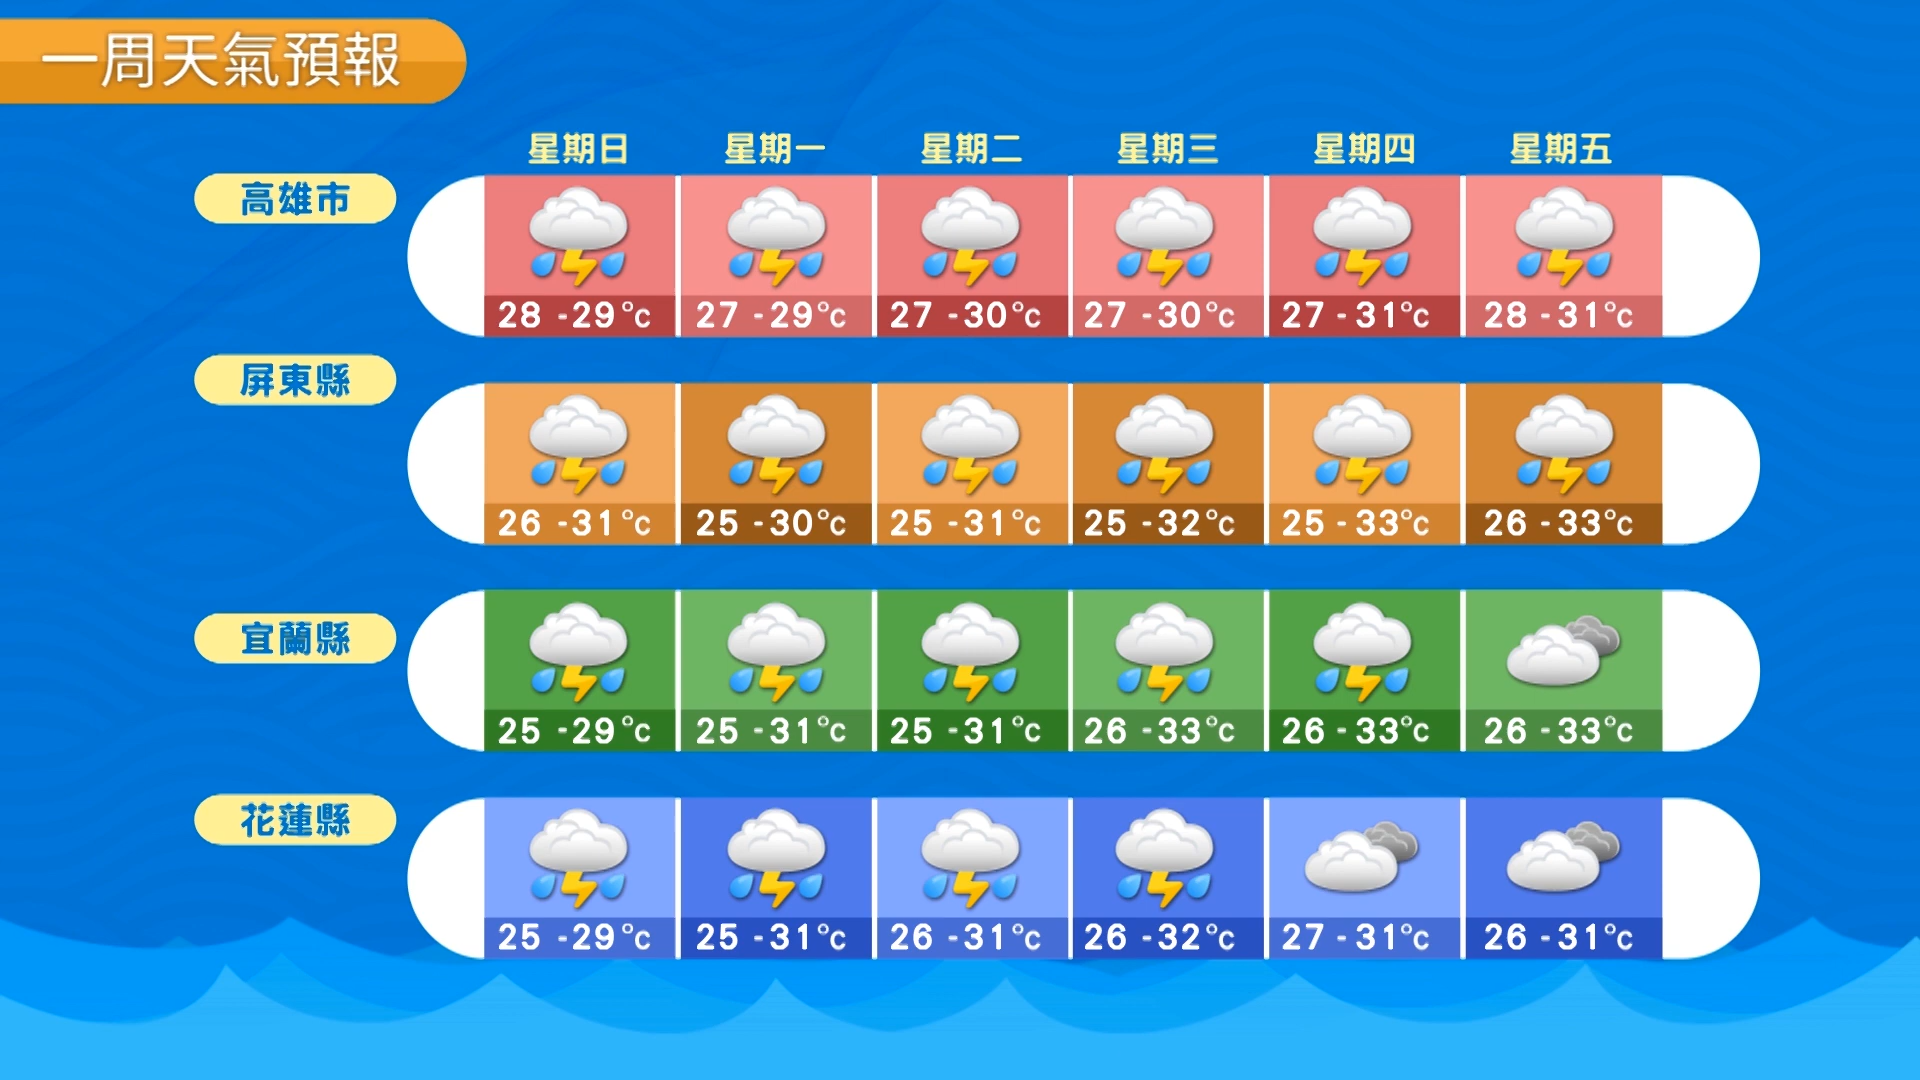 一周天氣預報
星期日 星期一 星期二 星期三 星期四 星期五
高雄市
28 -29°C 27 -29°C 27 -30°C 27 -30°C 27 -31°C 28 -31°C
屏東縣
26 -31°C 25 -30°C 25 -31°C 25 -32°C 25 -33°C 26 -33°C
宜蘭縣
25 -29°C 25 -31°C 25 -31°C 26 -33°C 26 -33°C 26 -33°C
花蓮縣
25 -29°C 25 -31°C 26 -31°C 26 -32°C 27 -31°C 26 -31°C